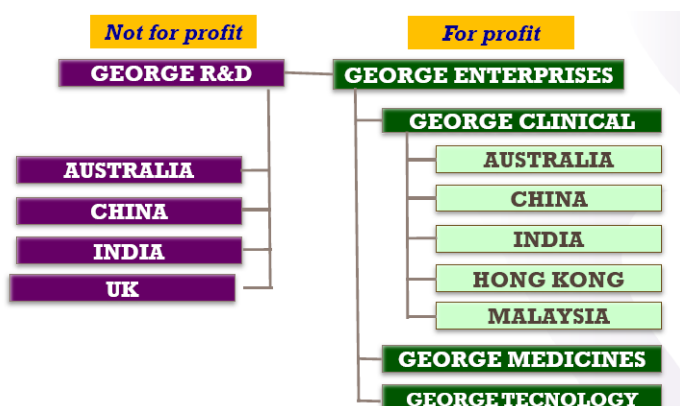 Not for profit
For profit
GEORGE R&D
GEORGE ENTERPRISES
GEORGE CLINICAL
AUSTRALIA
CHINA
INDIA
UK
AUSTRALIA
CHINA
INDIA
HONG KONG
MALAYSIA
GEORGE MEDICINES
GEORGE TECNOLOGY